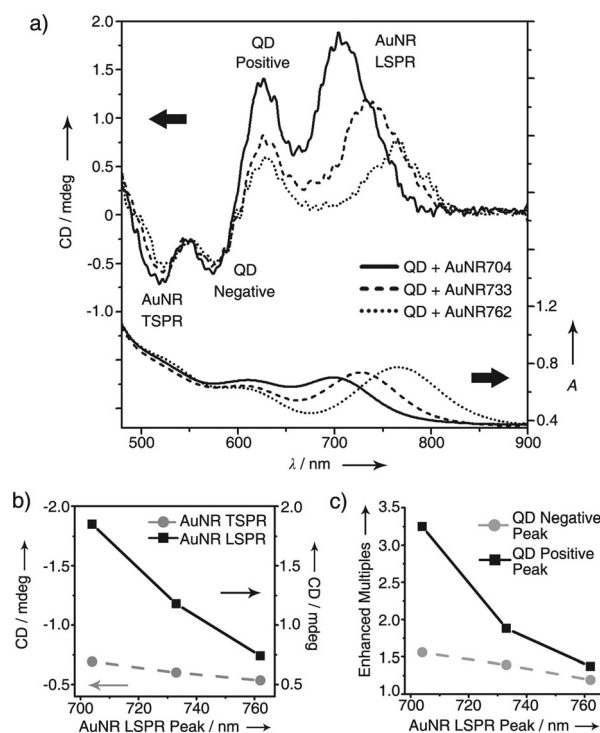 a)
2.0
1.5
1.0
0.5
0
-0.5
-1.0
CD / mdeg
QD
Positive
AuNR
LSPR
AuNR
TSPR
QD
Negative
QD + AuNR704
QD + AuNR733
QD + AuNR762
1.2
0.8
0.4
A
500 600 700 800 900
λ / nm
b)
-2.0
-1.5
-1.0
-0.5
CD / mdeg
AuNR TSPR
AuNR LSPR
2.0
1.5
1.0
0.5
CD / mdeg
700 720 740 760
AuNR LSPR Peak / nm
c)
3.5
3.0
2.5
2.0
1.5
1.0
Enhanced Multiples
QD Negative
Peak
QD Positive
Peak
700 720 740 760
AuNR LSPR Peak / nm